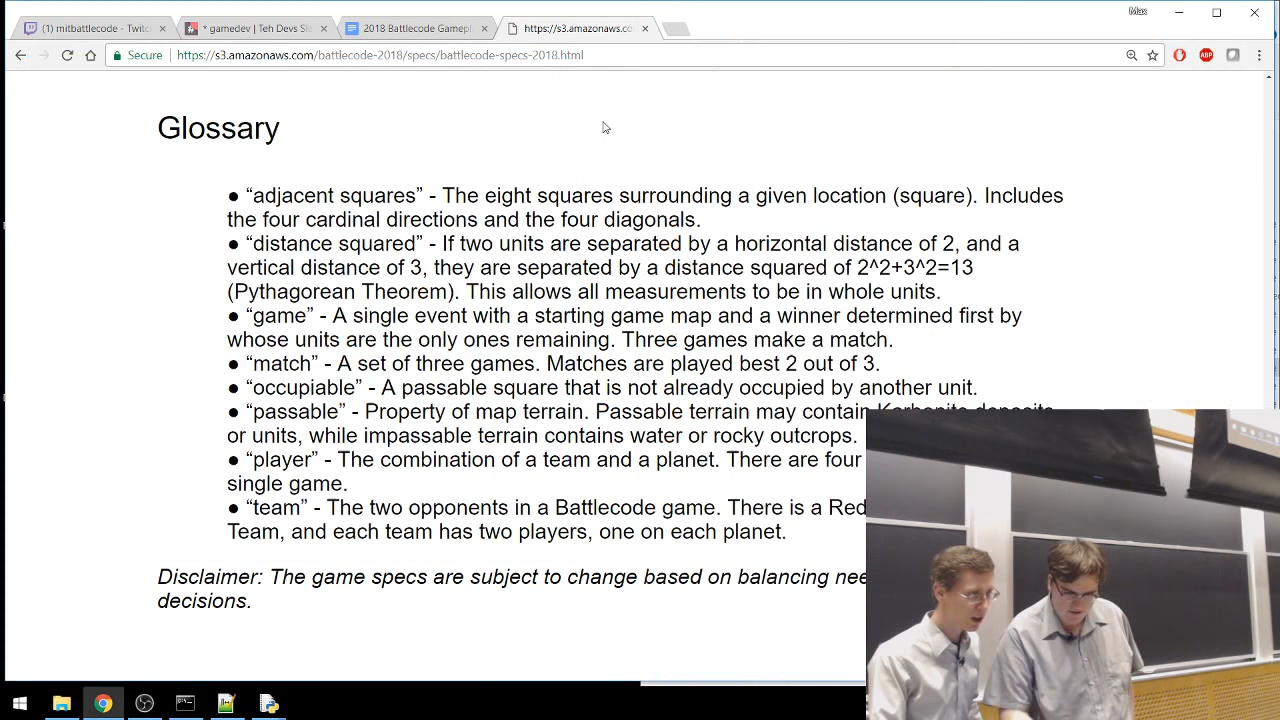 Max
(1) mitbattlecode - Twitc
* gamedev | Teh Devs Sl
2018 Battlecode Gamepl
https://s3.amazonaws.co
Secure
https://s3.amazonaws.com/battlecode-2018/specs/battlecode-specs-2018.html
ABP
Glossary
● “adjacent squares” - The eight squares surrounding a given location (square). Includes
the four cardinal directions and the four diagonals.
● “distance squared” - If two units are separated by a horizontal distance of 2, and a
vertical distance of 3, they are separated by a distance squared of 2^2+3^2=13
(Pythagorean Theorem). This allows all measurements to be in whole units.
● “game” - A single event with a starting game map and a winner determined first by
whose units are the only ones remaining. Three games make a match.
● “match” - A set of three games. Matches are played best 2 out of 3.
● “occupiable” - A passable square that is not already occupied by another unit.
● “passable” - Property of map terrain. Passable terrain may contain Karbonite deposits
or units, while impassable terrain contains water or rocky outcrops.
● “player” - The combination of a team and a planet. There are four
single game.
● “team” - The two opponents in a Battlecode game. There is a Red
Team, and each team has two players, one on each planet.
Disclaimer: The game specs are subject to change based on balancing nee
decisions.